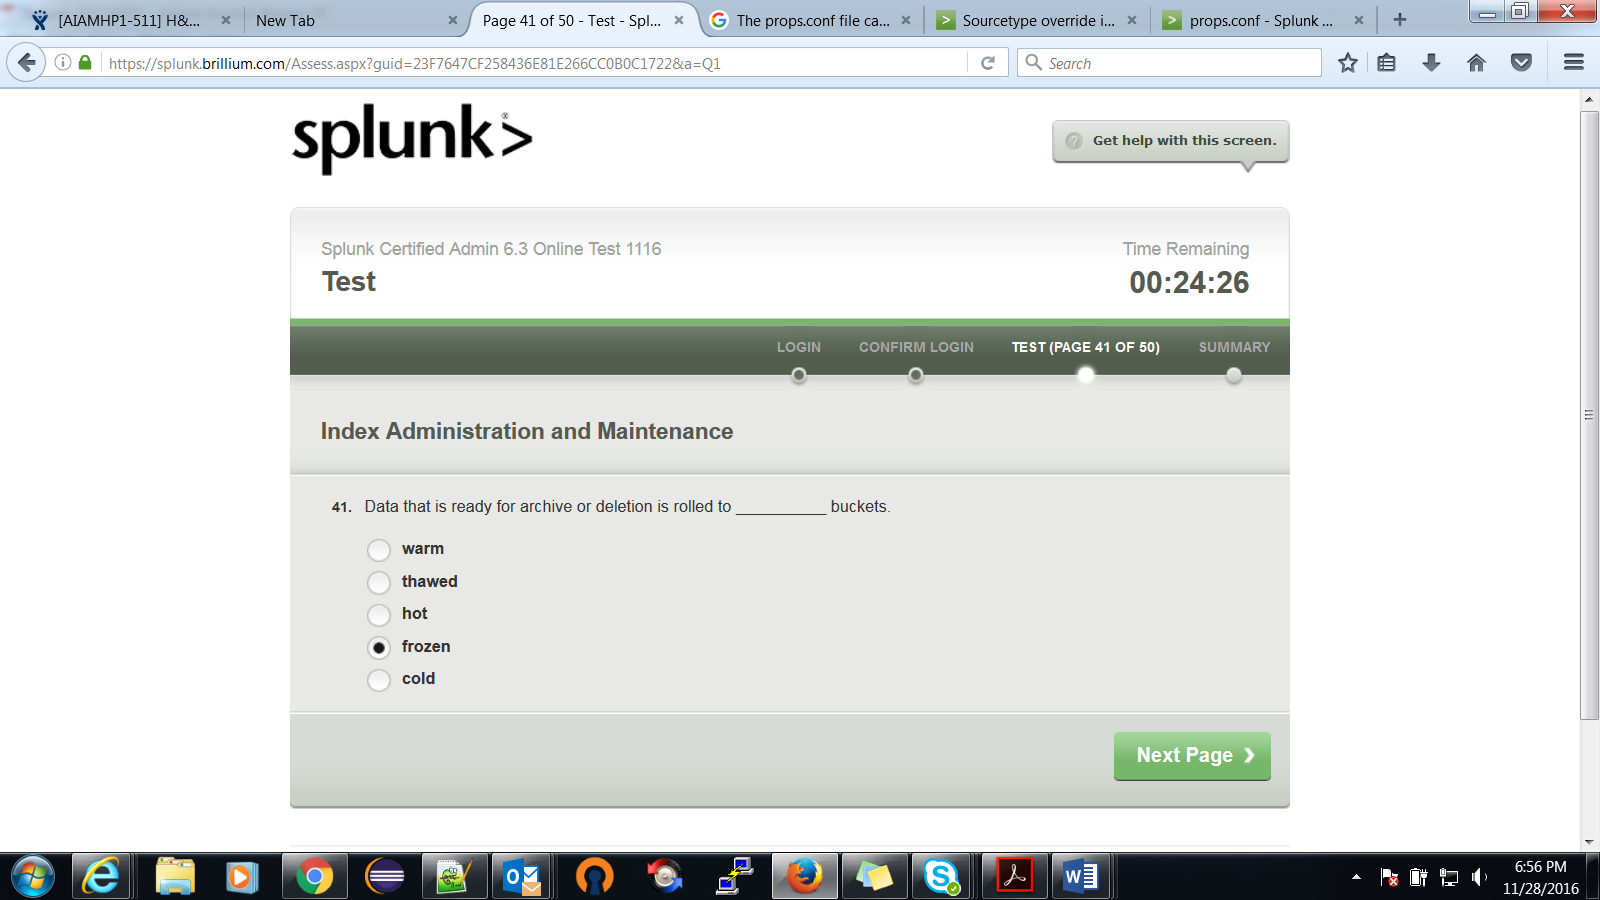 [AIAMHP1-511] H&...
New Tab
Page 41 of 50 - Test - Spl...
The props.conf file ca...
Sourcetype override i...
props.conf - Splunk ...
https://splunk.brillium.com/Assess.aspx?guid=23F7647CF258436E81E266CC0B0C1722&a=Q1
Search
splunk>
Get help with this screen.
Splunk Certified Admin 6.3 Online Test 1116
Time Remaining
Test
00:24:26
LOGIN
CONFIRM LOGIN
TEST (PAGE 41 OF 50)
SUMMARY
Index Administration and Maintenance
41. Data that is ready for archive or deletion is rolled to __________ buckets.
warm
thawed
hot
frozen
cold
Next Page
6:56 PM
11/28/2016